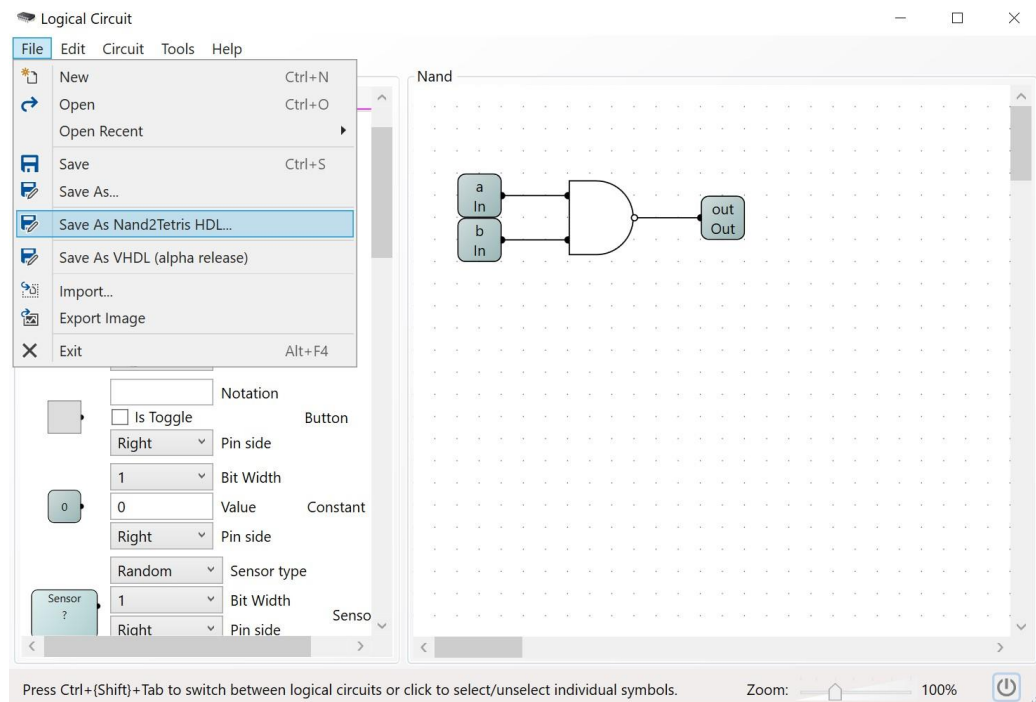 Logical Circuit
File Edit Circuit Tools Help
New Ctrl+N
Open Ctrl+O
Open Recent
Save Ctrl+S
Save As...
Save As Nand2Tetris HDL...
Save As VHDL (alpha release)
Import...
Export Image
Exit Alt+F4
Notation
Is Toggle Button
Right Pin side
1 Bit Width
0 0 Value Constant
Right Pin side
Random Sensor type
Sensor
? 1 Bit Width
Senso
Right Pin side
Nand
a
In
b
In
out
Out
Press Ctrl+{Shift}+Tab to switch between logical circuits or click to select/unselect individual symbols. Zoom: 100%